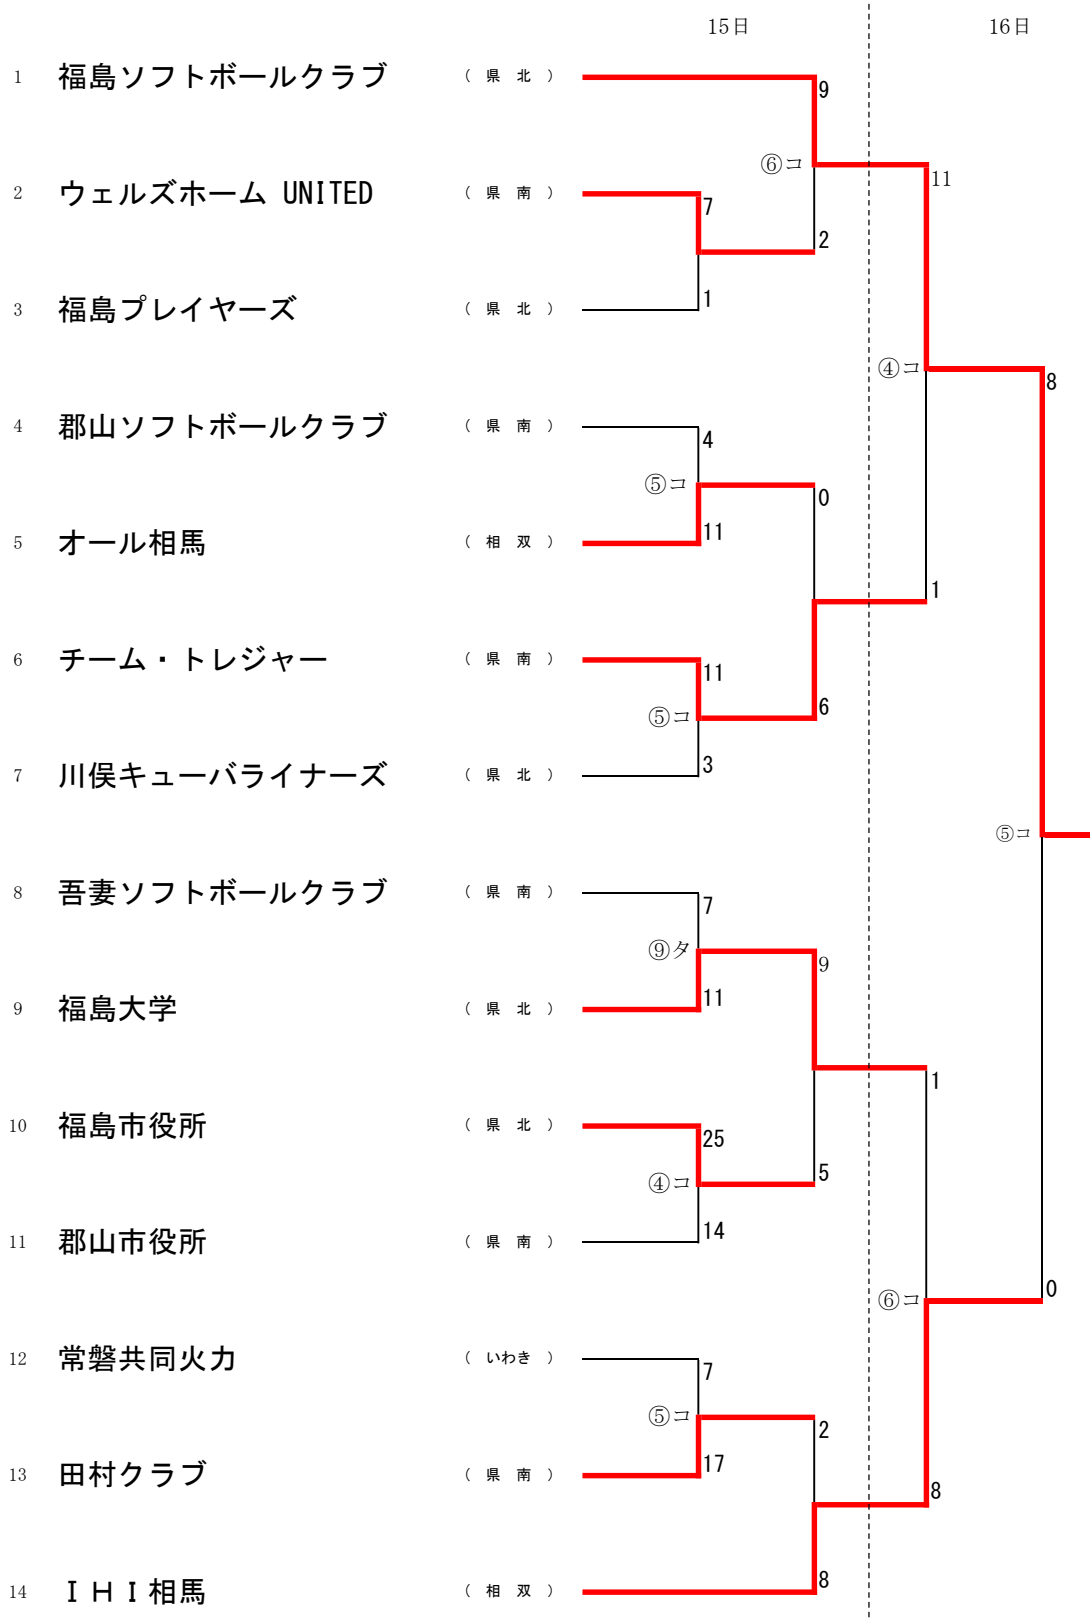 15日 16日
1 福島ソフトボールクラブ （ 県 北 ）
9
⑥コ 11
2 ウェルズホーム UNITED （ 県 南 ）
7
2
1
3 福島プレイヤーズ （ 県 北 ）
④コ 8
4 郡山ソフトボールクラブ （ 県 南 ）
4
⑤コ 0
11
5 オール相馬 （ 相 双 ）
1
6 チーム・トレジャー （ 県 南 ）
11
⑤コ 6
3
7 川俣キューバライナーズ （ 県 北 ）
⑤コ
8 吾妻ソフトボールクラブ （ 県 南 ）
7
⑨タ 9
11
9 福島大学 （ 県 北 ）
1
10 福島市役所 （ 県 北 ）
25
④コ 5
14
11 郡山市役所 （ 県 南 ）
⑥コ 0
12 常磐共同火力 （ いわき ）
7
⑤コ 2
17
13 田村クラブ （ 県 南 ）
8
8
14 ＩＨＩ相馬 （ 相 双 ）